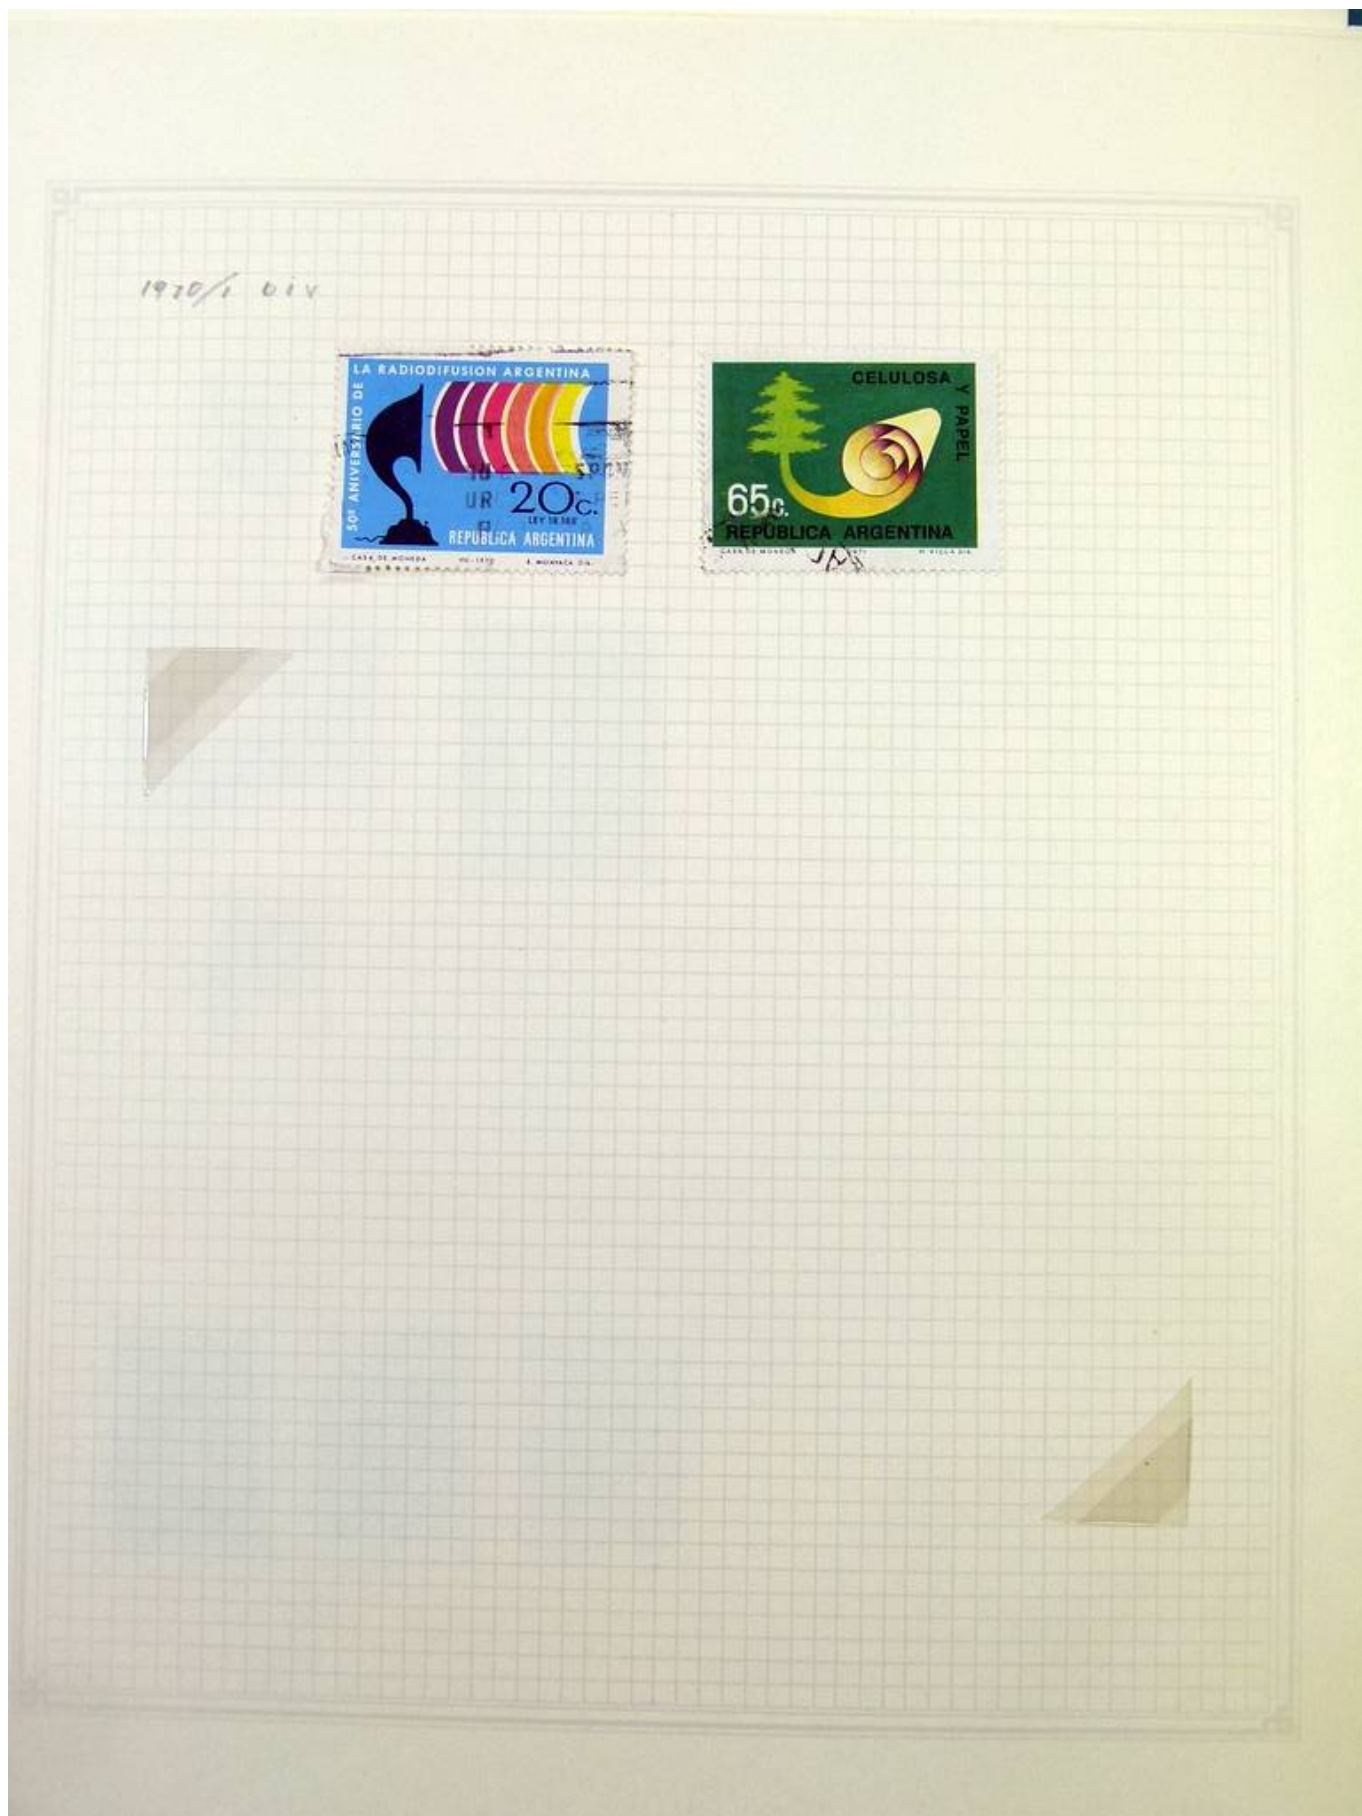 1970/1 Div
50º ANIVERSARIO DE
LA RADIODIFUSION ARGENTINA
20c.
LEY 18.188
REPUBLICA ARGENTINA
CASA DE MONEDA
CELULOSA
Y PAPEL
65c.
REPUBLICA ARGENTINA
CASA DE MONEDA